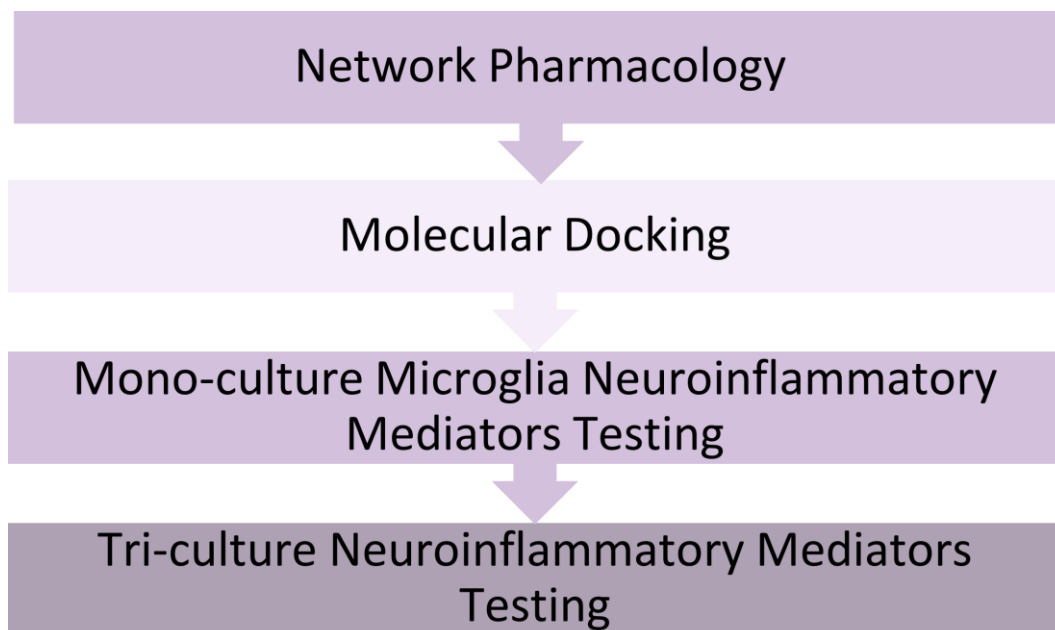 Network Pharmacology
Molecular Docking
Mono-culture Microglia Neuroinflammatory
Mediators Testing
Tri-culture Neuroinflammatory Mediators
Testing